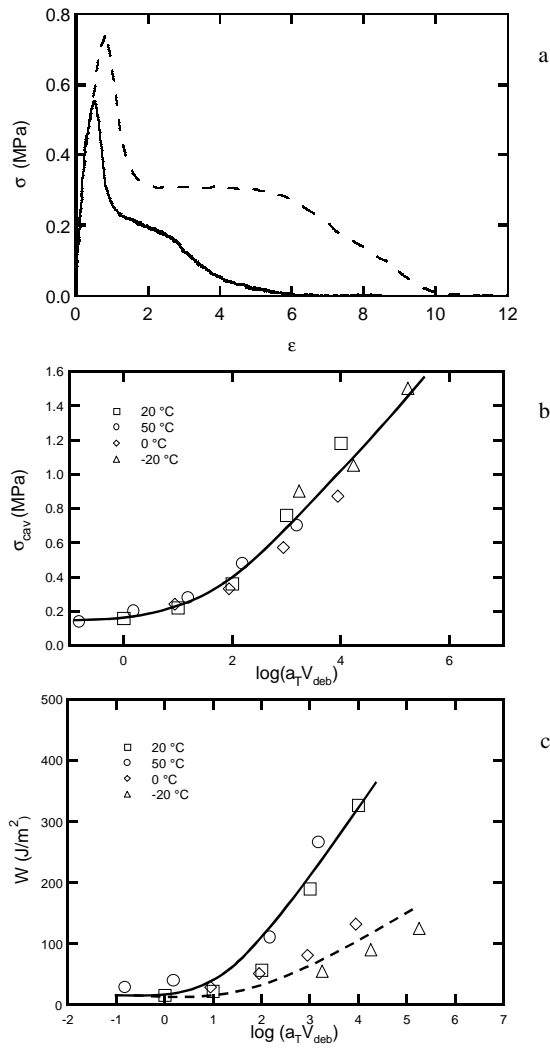 a
0.8
0.6
0.4
0.2
0.0
σ (MPa)
0 2 4 6 8 10 12
ε
b
1.6
1.4
1.2
1.0
0.8
0.6
0.4
0.2
0.0
σcav (MPa)
20 °C
50 °C
0 °C
-20 °C
0 2 4 6
log(aTVdeb)
c
500
400
300
200
100
0
W (J/m²)
20 °C
50 °C
0 °C
-20 °C
-2 -1 0 1 2 3 4 5 6 7
log (aTVdeb)